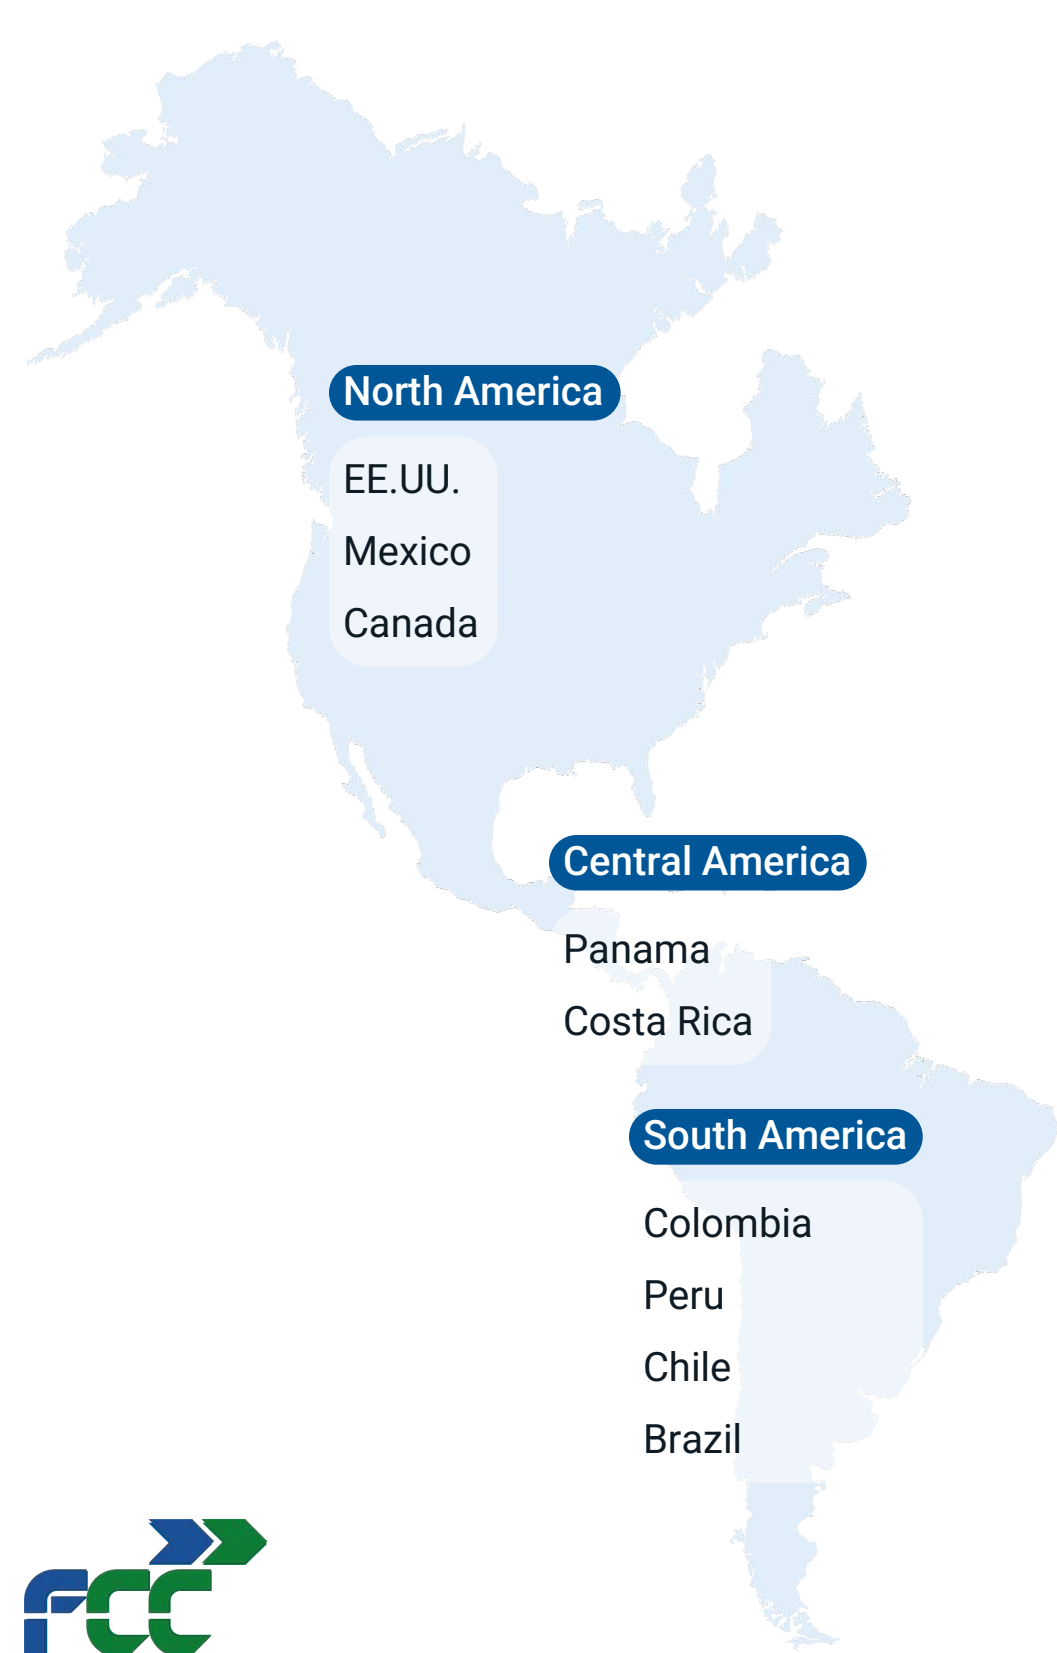 North America
EE.UU.
Mexico
Canada
Central America
Panama
Costa Rica
South America
Colombia
Peru
Chile
Brazil
FCC